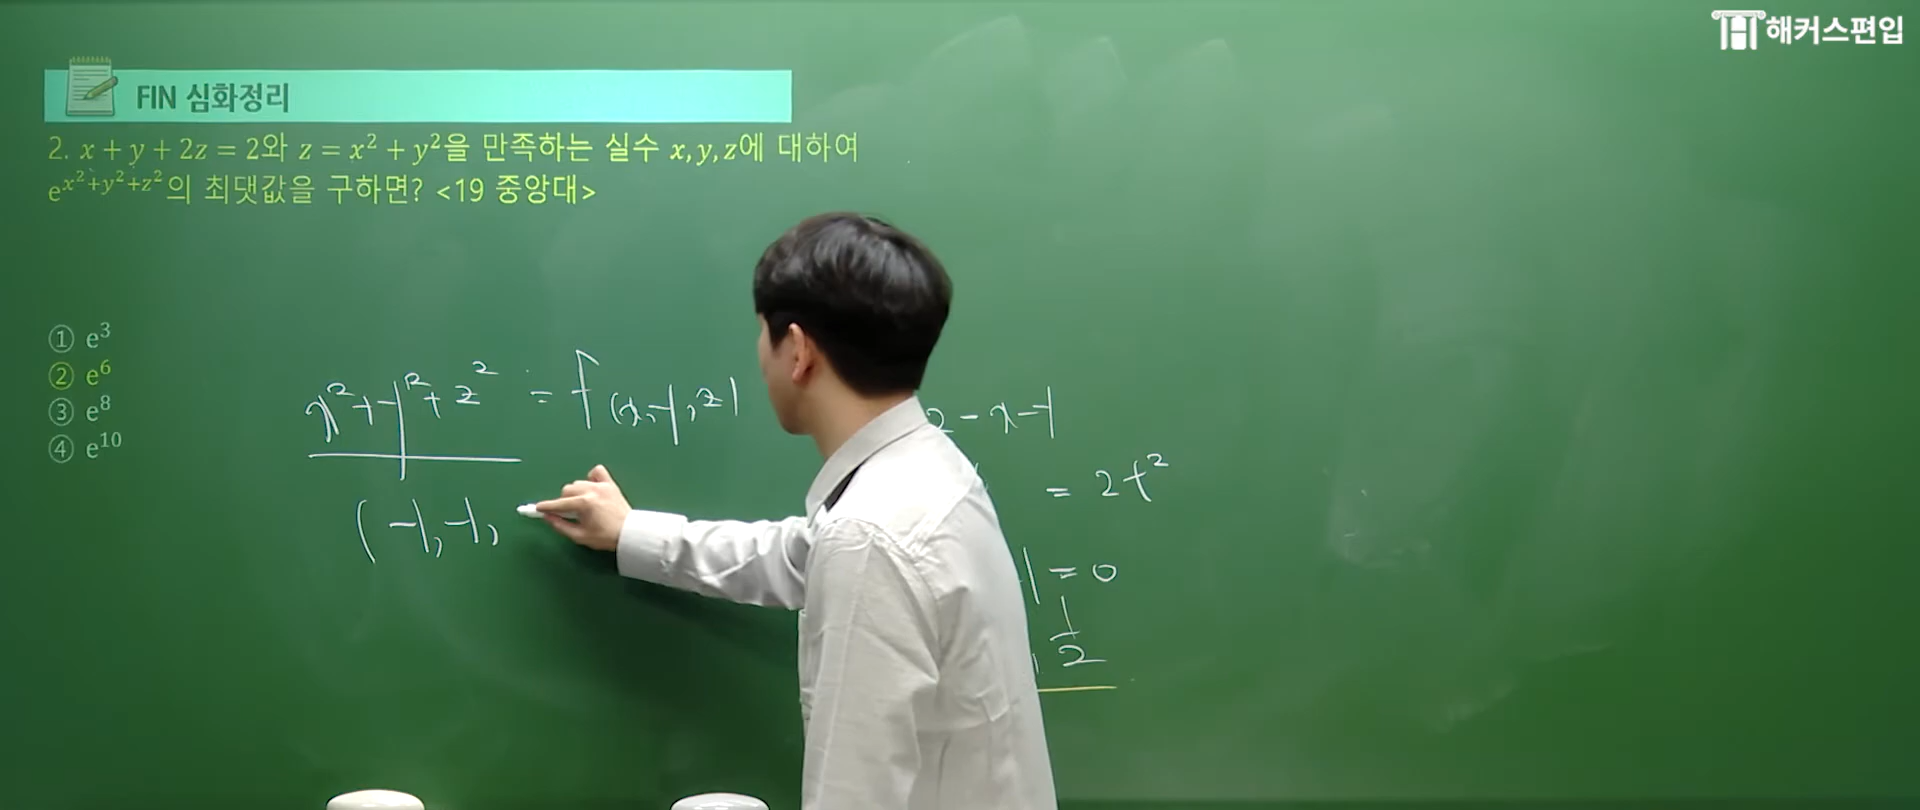 해커스편입
FIN 심화정리
2. x + y + 2z = 2와 z = x² + y²을 만족하는 실수 x, y, z에 대하여
e^{x²+y²+z²}의 최댓값을 구하면? <19 중앙대>
① e³
② e⁶
③ e⁸
④ e¹⁰
x² + y² + z² = f(x, y, z)
(-1, -1,
2 - x - y
= 2t²
1 = 0
, 1/2